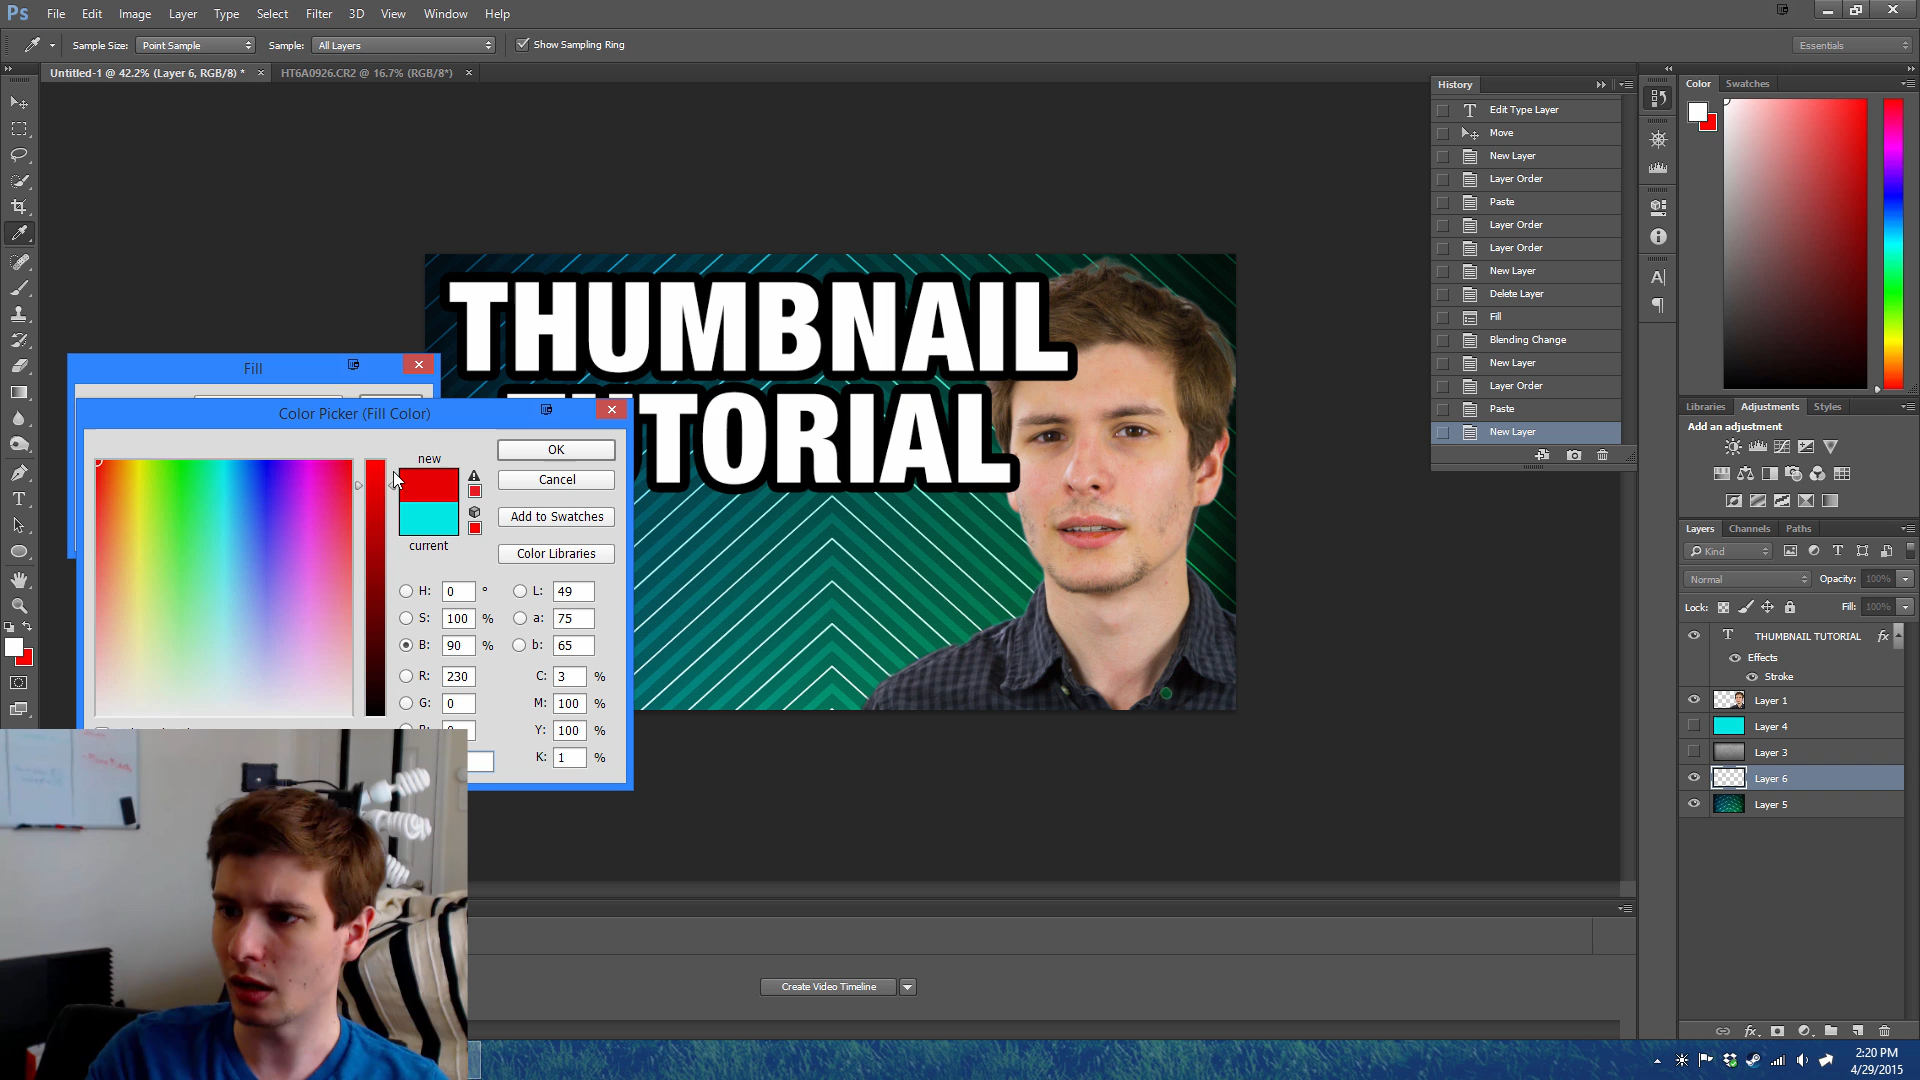 Ps File Edit Image Layer Type Select Filter 3D View Window Help
Sample Size: Point Sample Sample: All Layers Show Sampling Ring Essentials
Untitled-1 @ 42.2% (Layer 6, RGB/8) * × HT6A0926.CR2 @ 16.7% (RGB/8*) ×
History
Edit Type Layer
Move
New Layer
Layer Order
Paste
Layer Order
Layer Order
New Layer
Delete Layer
Fill
Blending Change
New Layer
Layer Order
Paste
New Layer
Color Swatches
THUMBNAIL
TORIAL
Fill
Color Picker (Fill Color)
new
current
OK
Cancel
Add to Swatches
Color Libraries
H: 0 ° L: 49
S: 100 % a: 75
B: 90 % b: 65
R: 230 C: 3 %
G: 0 M: 100 %
Y: 100 %
K: 1 %
Libraries Adjustments Styles
Add an adjustment
Layers Channels Paths
Kind
Normal Opacity: 100%
Lock: Fill: 100%
T THUMBNAIL TUTORIAL fx
Effects
Stroke
Layer 1
Layer 4
Layer 3
Layer 6
Layer 5
Create Video Timeline
2:20 PM
4/29/2015